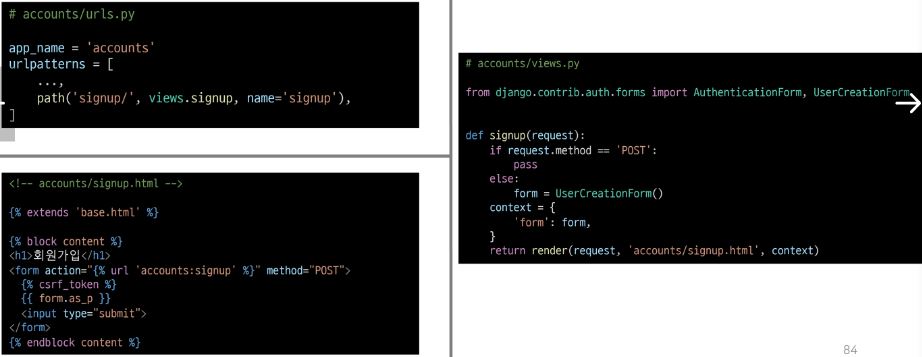 # accounts/urls.py
app_name = 'accounts'
urlpatterns = [
    ...,
    path('signup/', views.signup, name='signup'),
]
<!-- accounts/signup.html -->
{% extends 'base.html' %}
{% block content %}
<h1>회원가입</h1>
<form action="{% url 'accounts:signup' %}" method="POST">
  {% csrf_token %}
  {{ form.as_p }}
  <input type="submit">
</form>
{% endblock content %}
# accounts/views.py
from django.contrib.auth.forms import AuthenticationForm, UserCreationForm
def signup(request):
    if request.method == 'POST':
        pass
    else:
        form = UserCreationForm()
    context = {
        'form': form,
    }
    return render(request, 'accounts/signup.html', context)
84